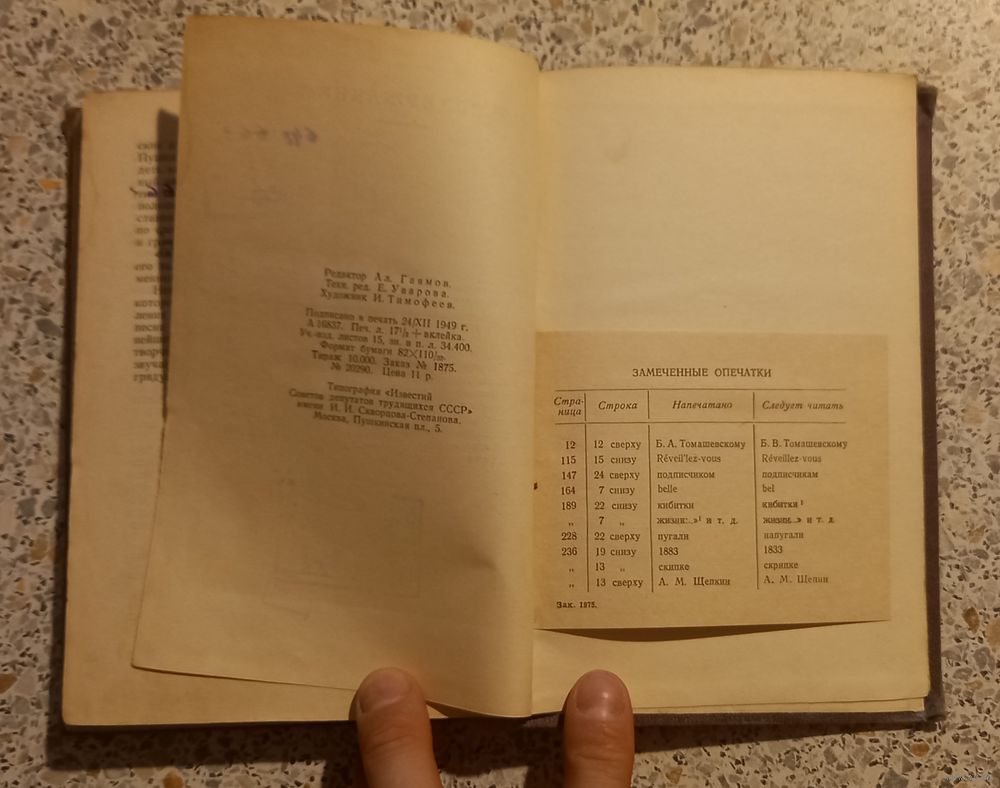 Редактор Ал. Гаямов.
Техн. ред. Е. Уварова.
Художник И. Тимофеев.
Подписано в печать 24/XII 1949 г.
А 16837. Печ. л. 17½ + вклейка.
Уч.-изд. листов 15, зн. в п. л. 34.400.
Формат бумаги 82×110/₃₂.
Тираж 10.000. Заказ № 1875.
№ 20290. Цена 11 р.
Типография «Известий
Советов депутатов трудящихся СССР»
имени И. И. Скворцова-Степанова.
Москва, Пушкинская пл., 5.
ЗАМЕЧЕННЫЕ ОПЕЧАТКИ
Стра-ница Строка Напечатано Следует читать
12 12 сверху Б. А. Томашевскому Б. В. Томашевскому
115 15 снизу Réveil'lez-vous Réveillez-vous
147 24 сверху подписчиком подписчикам
164 7 снизу belle bel
189 22 снизу кибитки кибитки ¹
„ 7 „ жизни:..»¹ и т. д. жизни:..» и т. д.
228 22 сверху пугали напугали
236 19 снизу 1883 1833
„ 13 „ скипке скрипке
„ 13 сверху А. М. Щепкин А. М. Щепин
Зак. 1875.